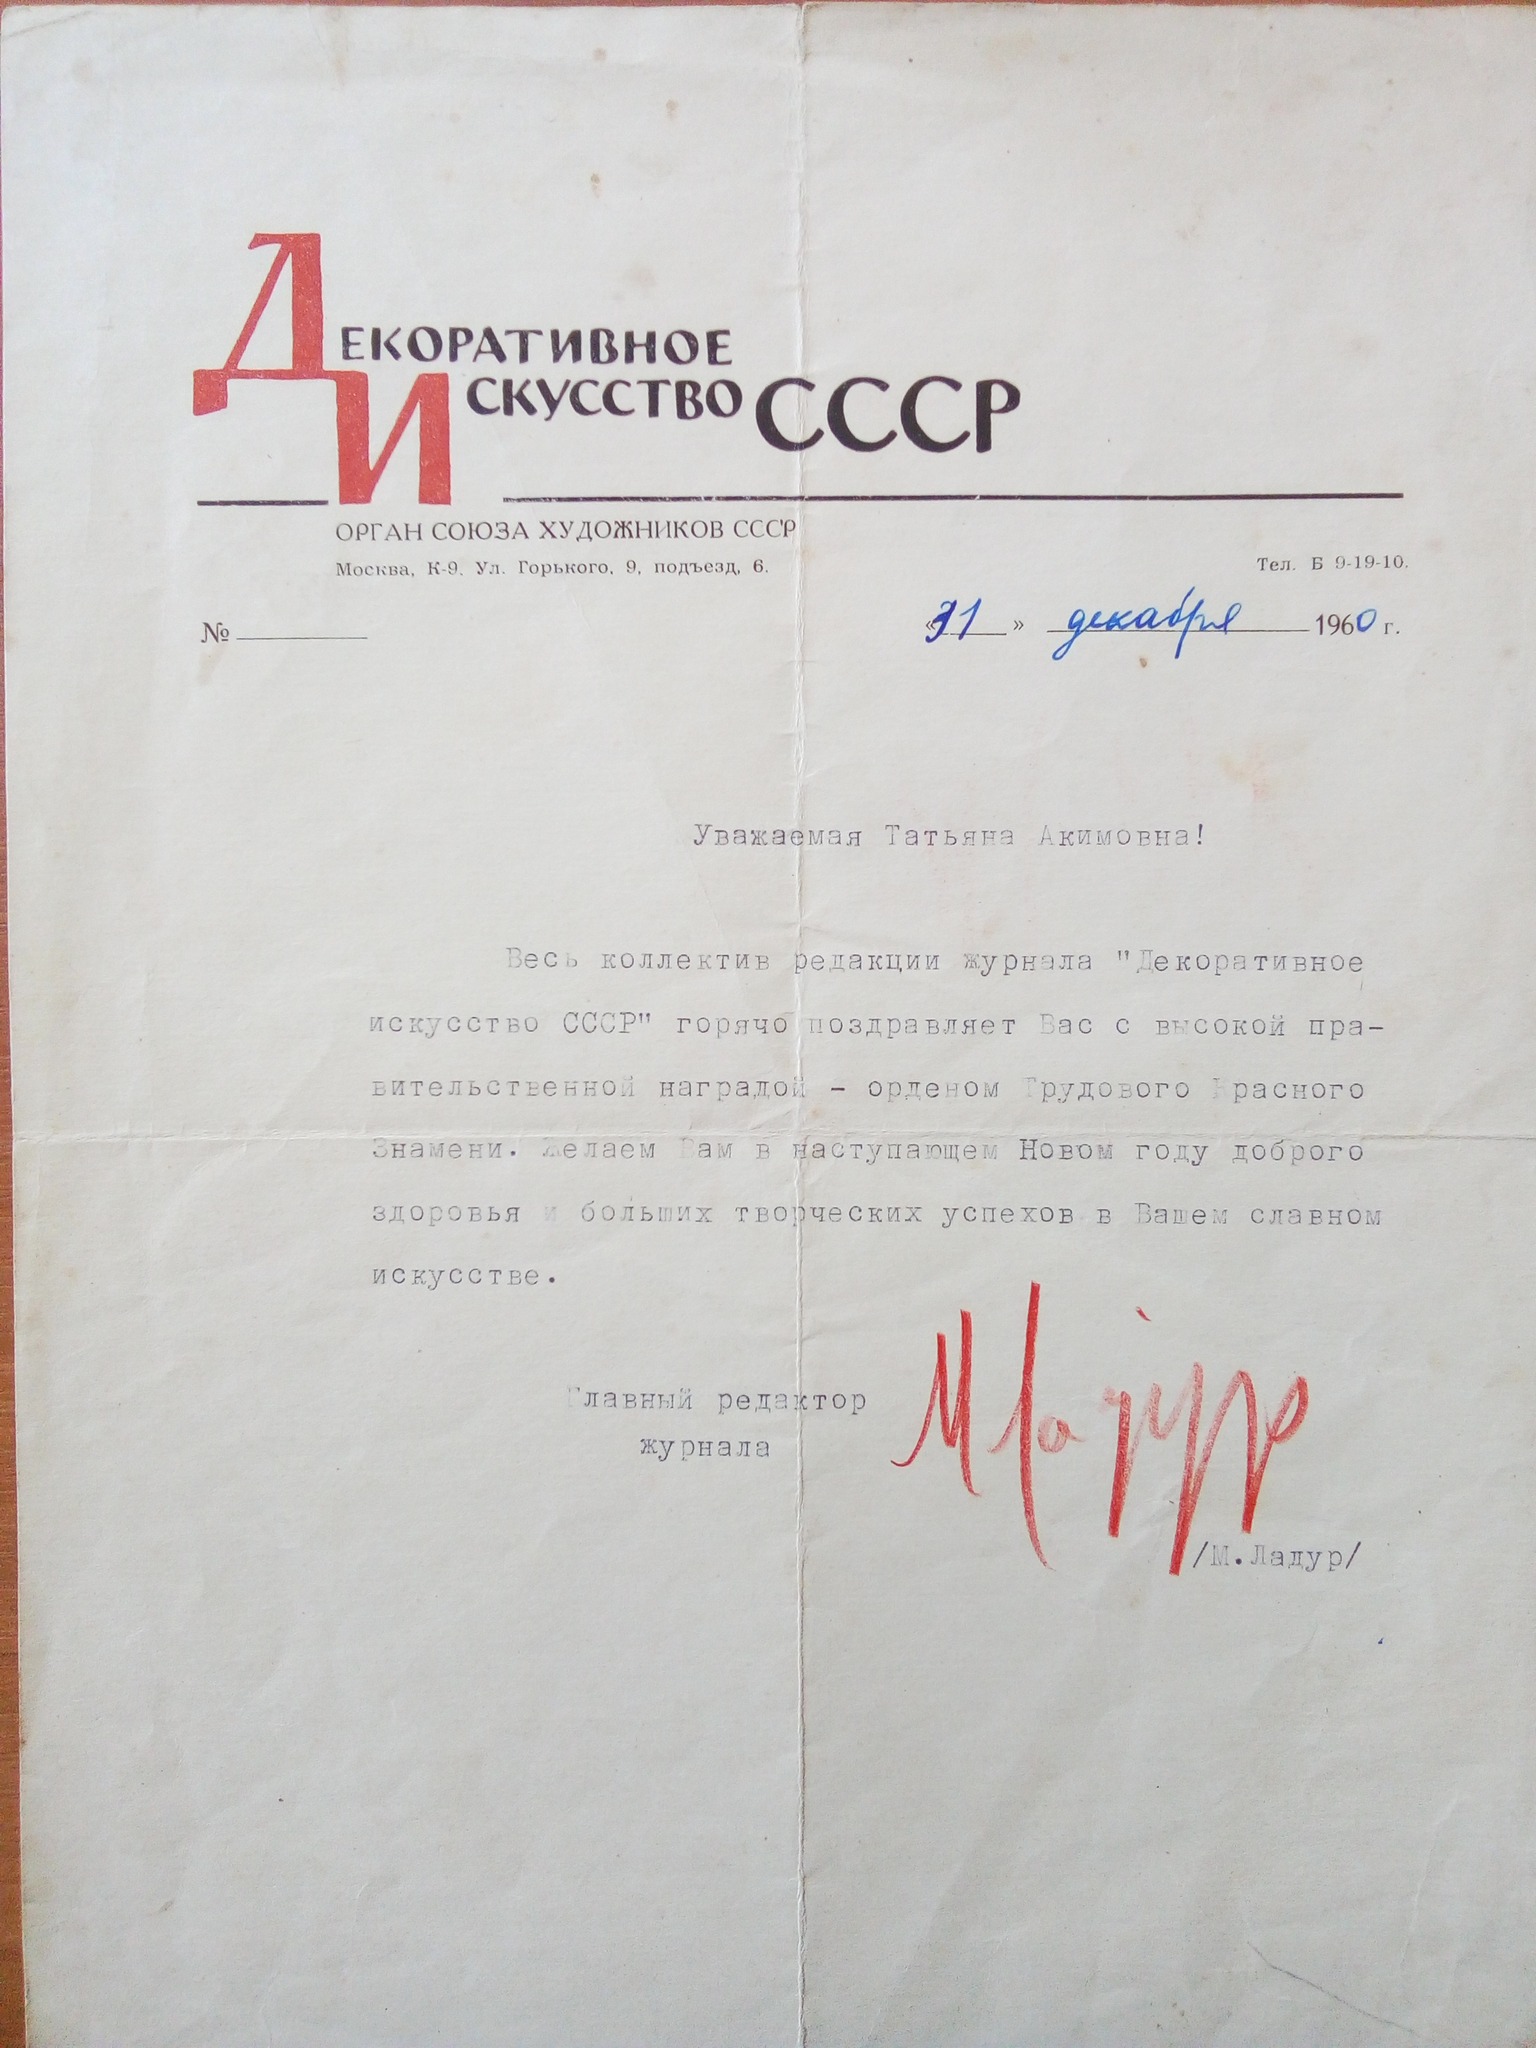 ДЕКОРАТИВНОЕ
ИСКУССТВО СССР
ОРГАН СОЮЗА ХУДОЖНИКОВ СССР
Москва, К-9. Ул. Горького, 9, подъезд, 6. Тел. Б 9-19-10.
№ «31» декабря 1960 г.
Уважаемая Татьяна Акимовна!
Весь коллектив редакции журнала "Декоративное
искусство СССР" горячо поздравляет Вас с высокой пра-
вительственной наградой - орденом Трудового Красного
Знамени. Желаем Вам в наступающем Новом году доброго
здоровья и больших творческих успехов в Вашем славном
искусстве.
Главный редактор
журнала
МЛадур
/М.Ладур/